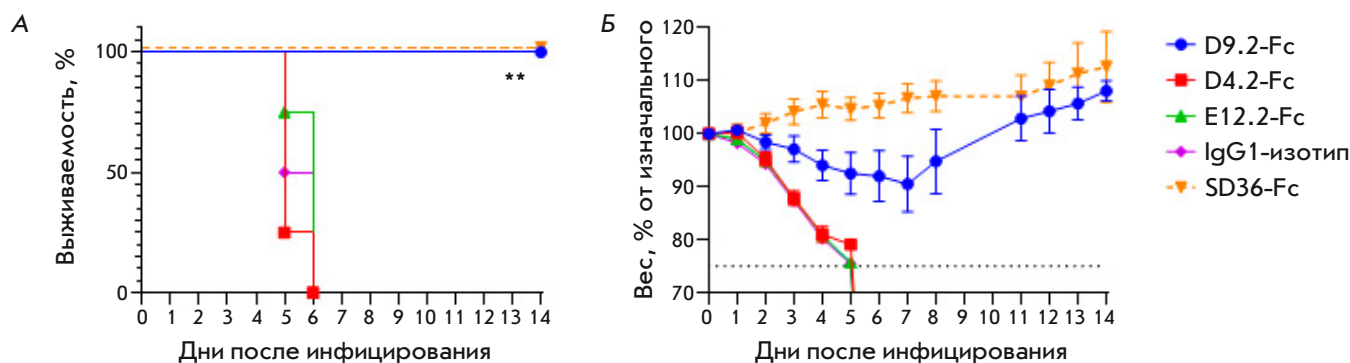 А
Выживаемость, %
100
50
0
**
0 1 2 3 4 5 6 7 8 9 10 11 12 13 14
Дни после инфицирования
Б
Вес, % от изначального
120
110
100
90
80
70
0 1 2 3 4 5 6 7 8 9 10 11 12 13 14
Дни после инфицирования
D9.2-Fc
D4.2-Fc
E12.2-Fc
IgG1-изотип
SD36-Fc